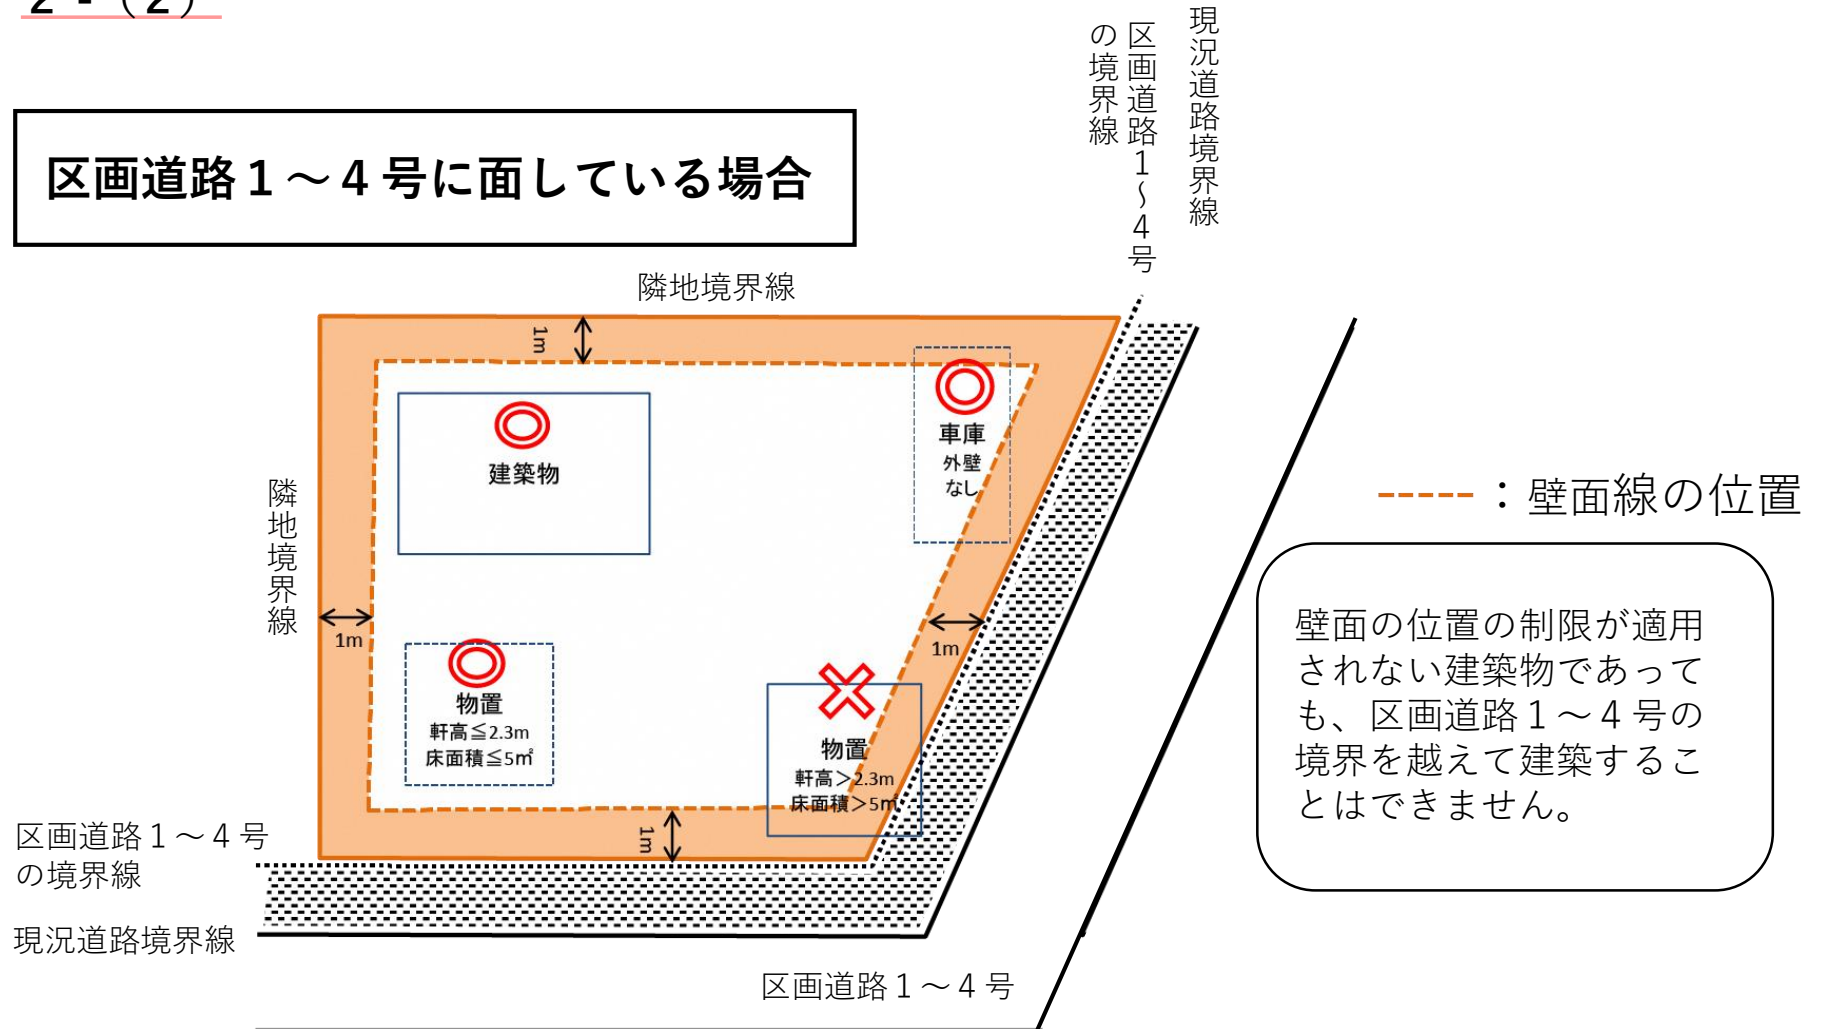 2-（2）
区画道路１～４号
の境界線
現況道路境界線
区画道路１～４号に面している場合
隣地境界線
1m
建築物
車庫
外壁
なし
隣地境界線
1m
1m
物置
軒高≦2.3m
床面積≦5㎡
物置
軒高＞2.3m
床面積＞5㎡
1m
：壁面線の位置
壁面の位置の制限が適用
されない建築物であって
も、区画道路１～４号の
境界を越えて建築するこ
とはできません。
区画道路１～４号
の境界線
現況道路境界線
区画道路１～４号